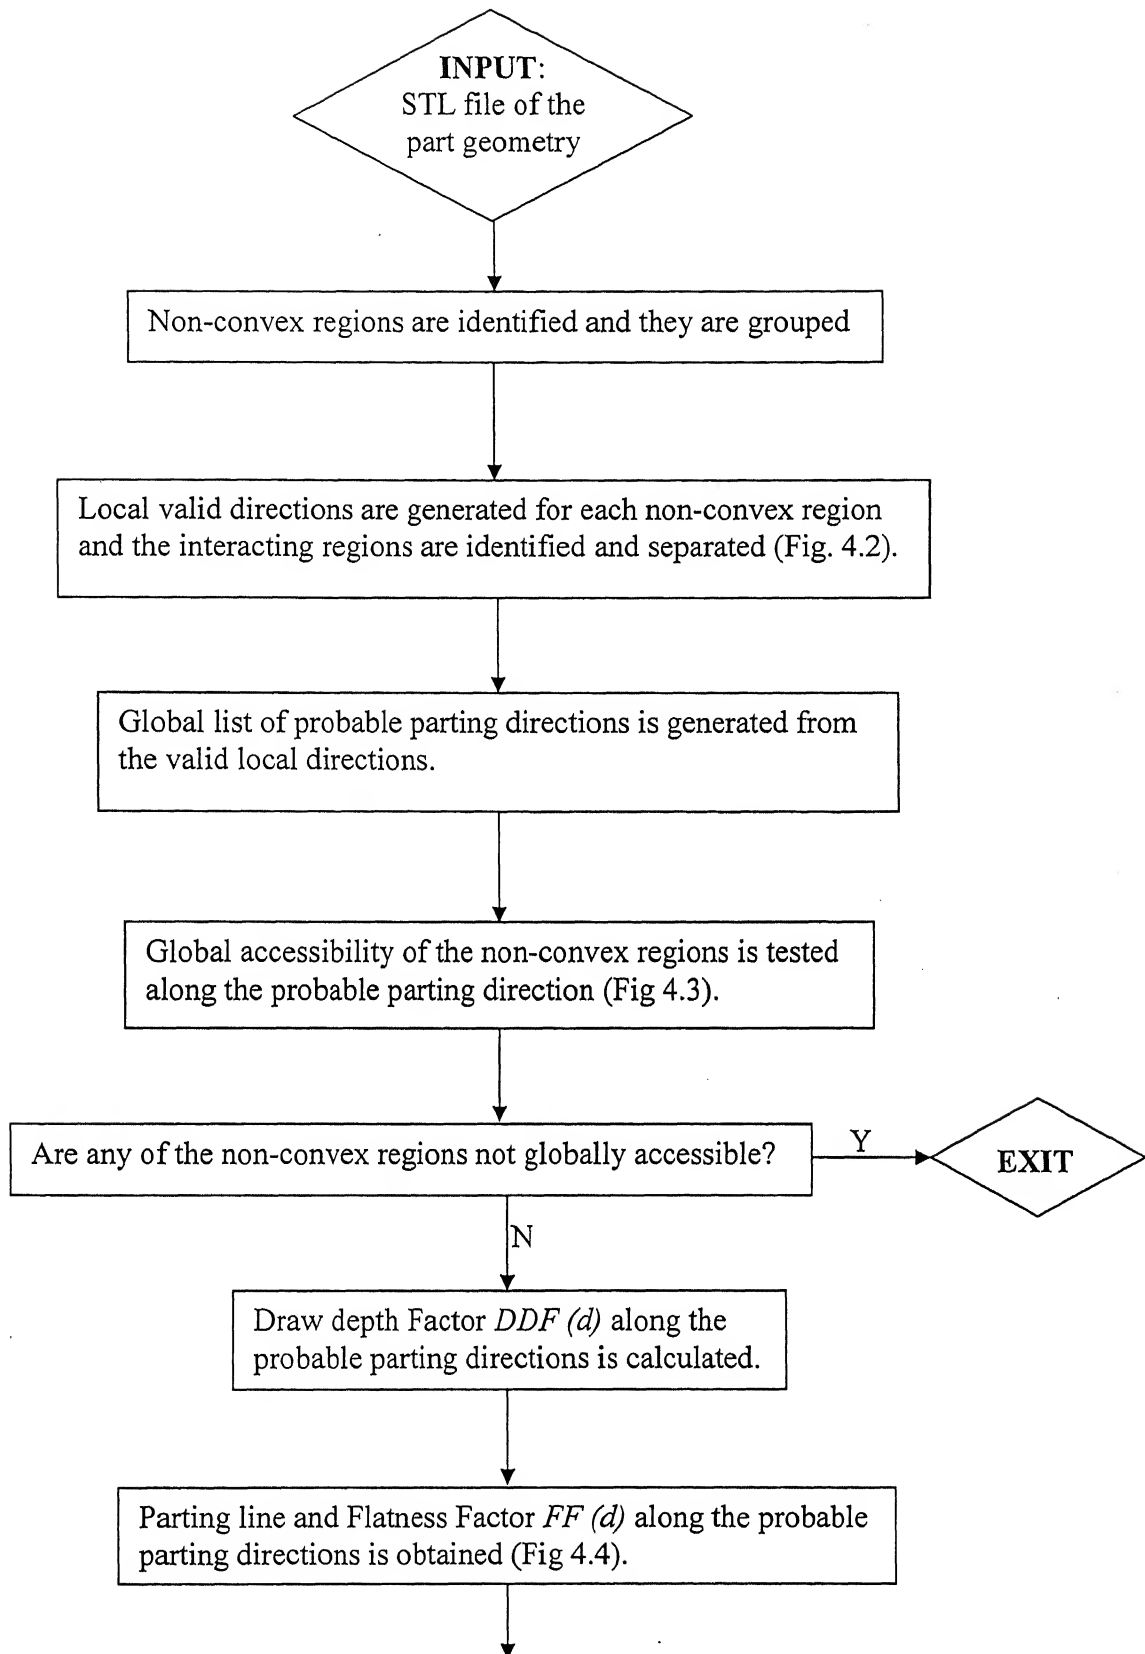 INPUT:
STL file of the
part geometry
Non-convex regions are identified and they are grouped
Local valid directions are generated for each non-convex region
and the interacting regions are identified and separated (Fig. 4.2).
Global list of probable parting directions is generated from
the valid local directions.
Global accessibility of the non-convex regions is tested
along the probable parting direction (Fig 4.3).
Are any of the non-convex regions not globally accessible?
Y
EXIT
N
Draw depth Factor DDF (d) along the
probable parting directions is calculated.
Parting line and Flatness Factor FF (d) along the probable
parting directions is obtained (Fig 4.4).